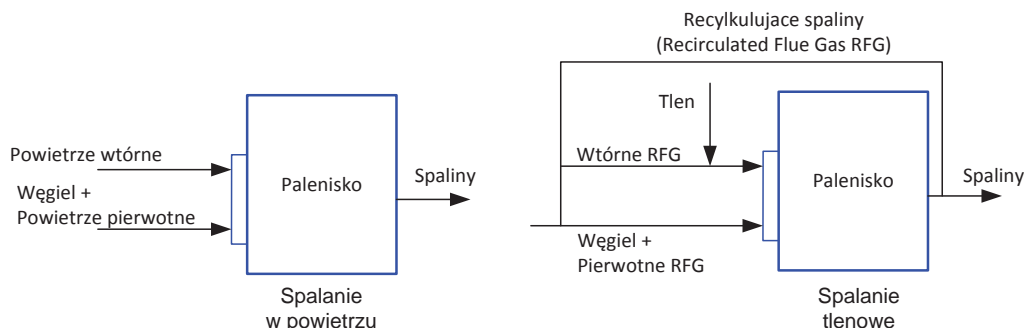 Powietrze wtórne
Węgiel +
Powietrze pierwotne
Palenisko
Spaliny
Spalanie
w powietrzu
Recylkulujace spaliny
(Recirculated Flue Gas RFG)
Tlen
Wtórne RFG
Węgiel +
Pierwotne RFG
Palenisko
Spaliny
Spalanie
tlenowe